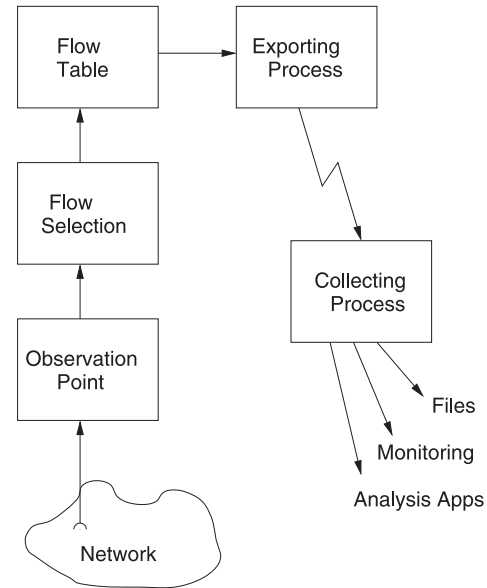 Flow
Table
Exporting
Process
Flow
Selection
Collecting
Process
Observation
Point
Files
Monitoring
Analysis Apps
Network